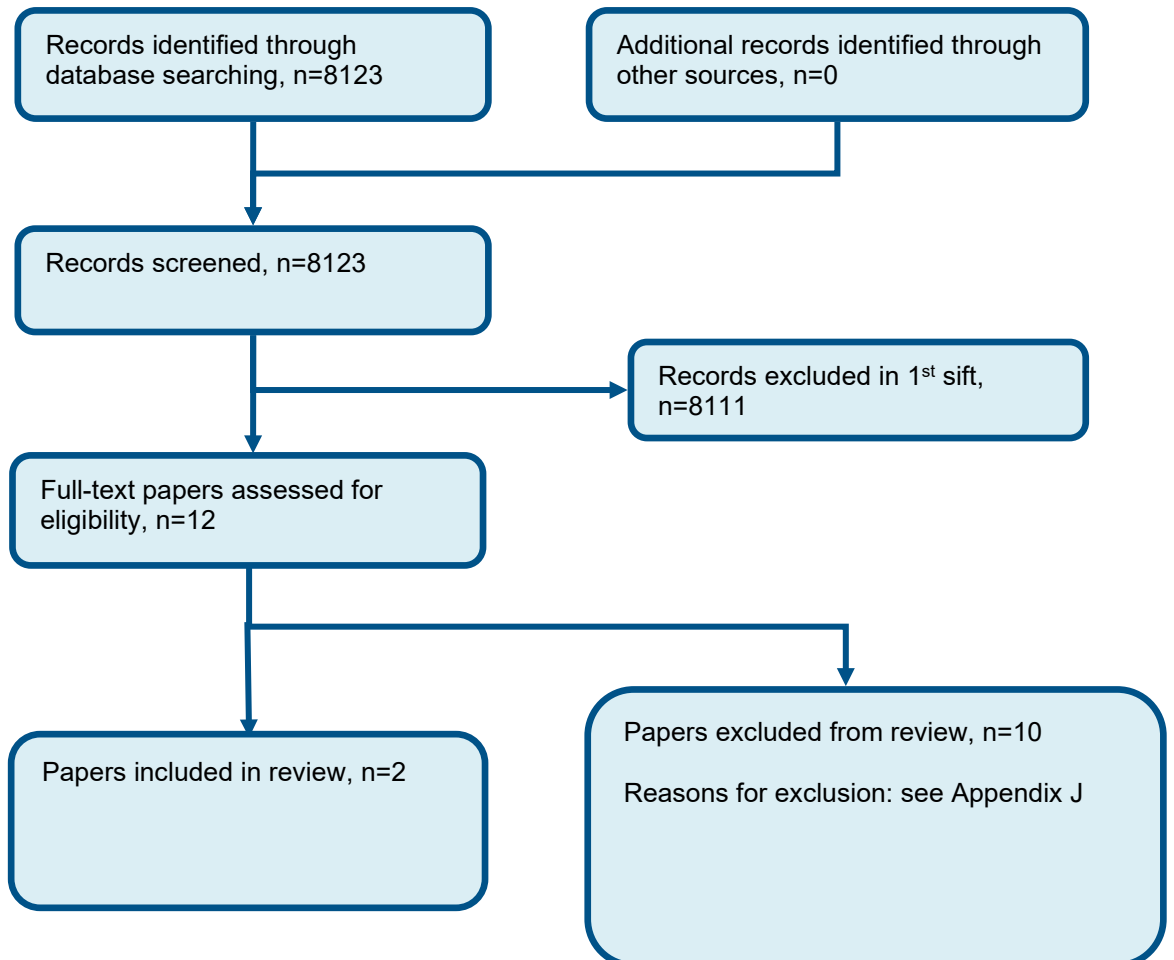 Records identified through
database searching, n=8123
Additional records identified through
other sources, n=0
Records screened, n=8123
Records excluded in 1st sift,
n=8111
Full-text papers assessed for
eligibility, n=12
Papers included in review, n=2
Papers excluded from review, n=10
Reasons for exclusion: see Appendix J